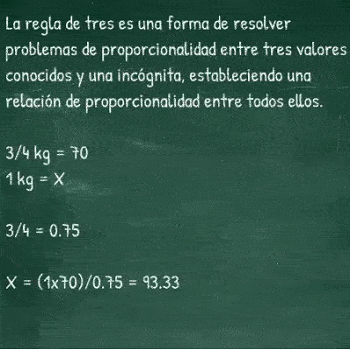 La regla de tres es una forma de resolver
problemas de proporcionalidad entre tres valores
conocidos y una incógnita, estableciendo una
relación de proporcionalidad entre todos ellos.
3/4 kg = 70
1 kg = X
3/4 = 0.75
X = (1x70)/0.75 = 93.33